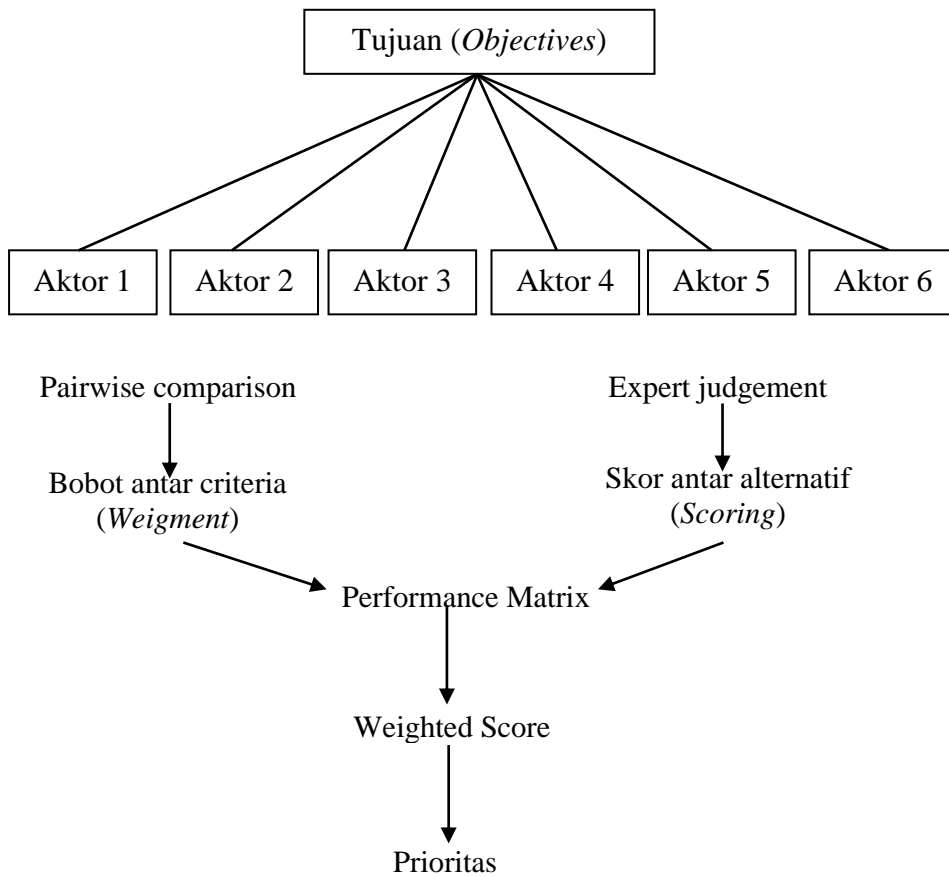 Tujuan (Objectives)
Aktor 1
Aktor 2
Aktor 3
Aktor 4
Aktor 5
Aktor 6
Pairwise comparison
Expert judgement
Bobot antar criteria
(Weigment)
Skor antar alternatif
(Scoring)
Performance Matrix
Weighted Score
Prioritas